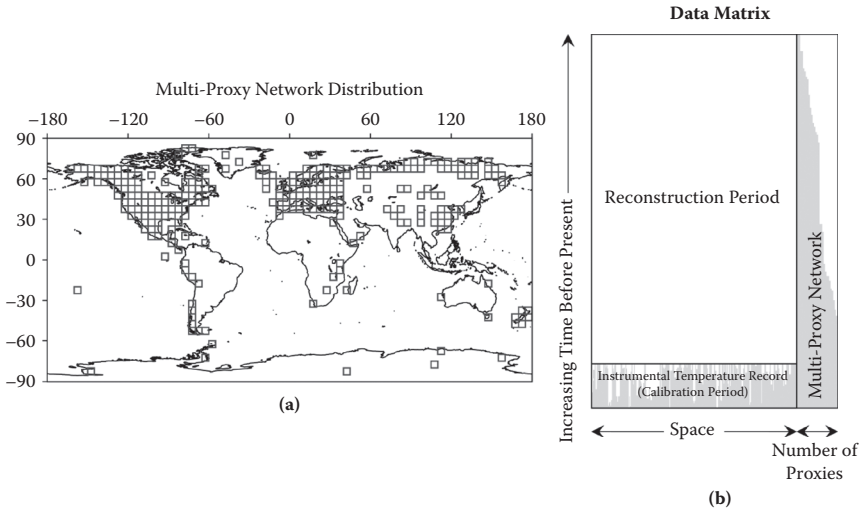 Multi-Proxy Network Distribution
−180 −120 −60 0 60 120 180
90
60
30
0
−30
−60
−90
(a)
Data Matrix
Increasing Time Before Present
Reconstruction Period
Multi-Proxy Network
Instrumental Temperature Record
(Calibration Period)
Space
Number of
Proxies
(b)